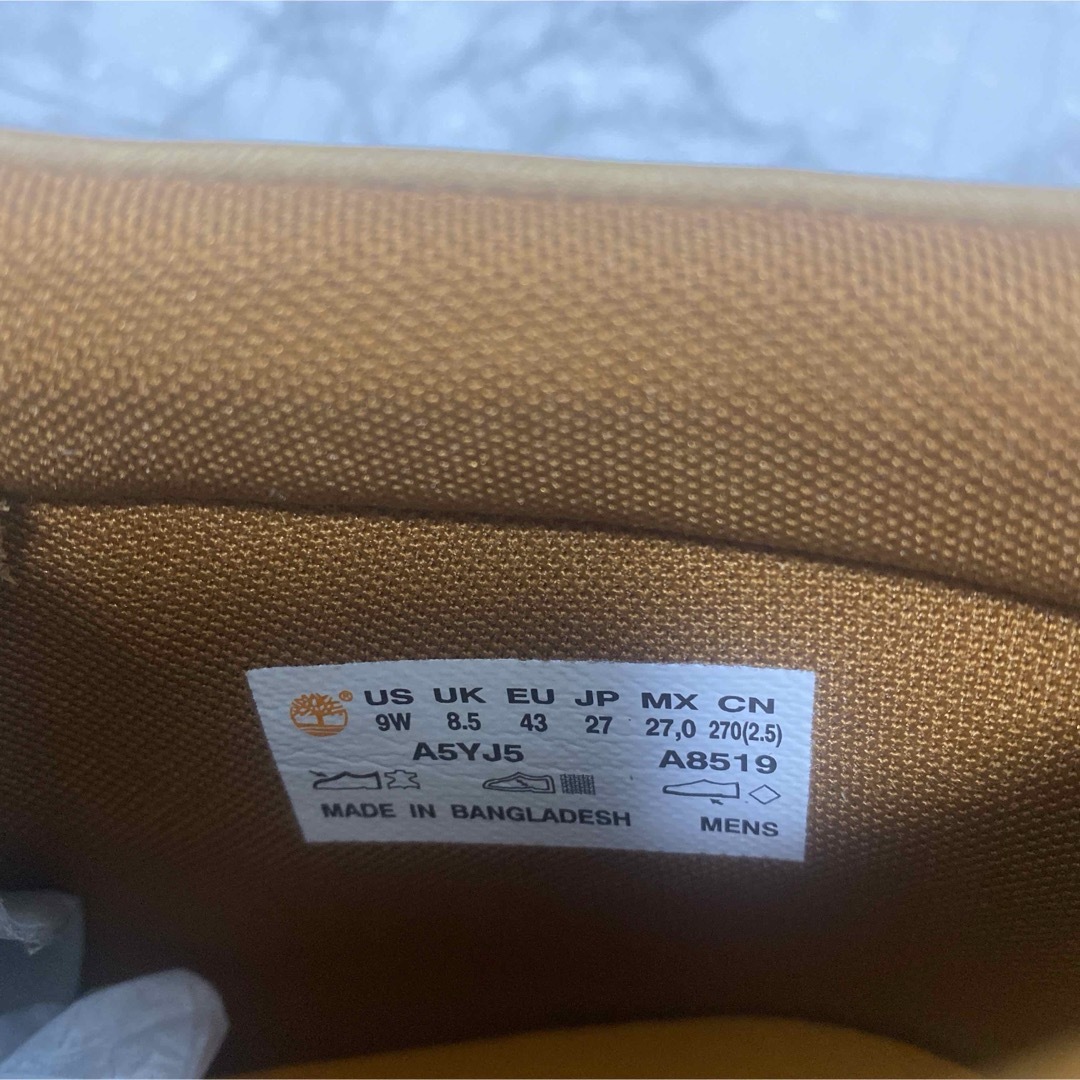 ® US UK EU JP MX CN
9W 8.5 43 27 27,0 270(2.5)
A5YJ5 A8519
MADE IN BANGLADESH MENS